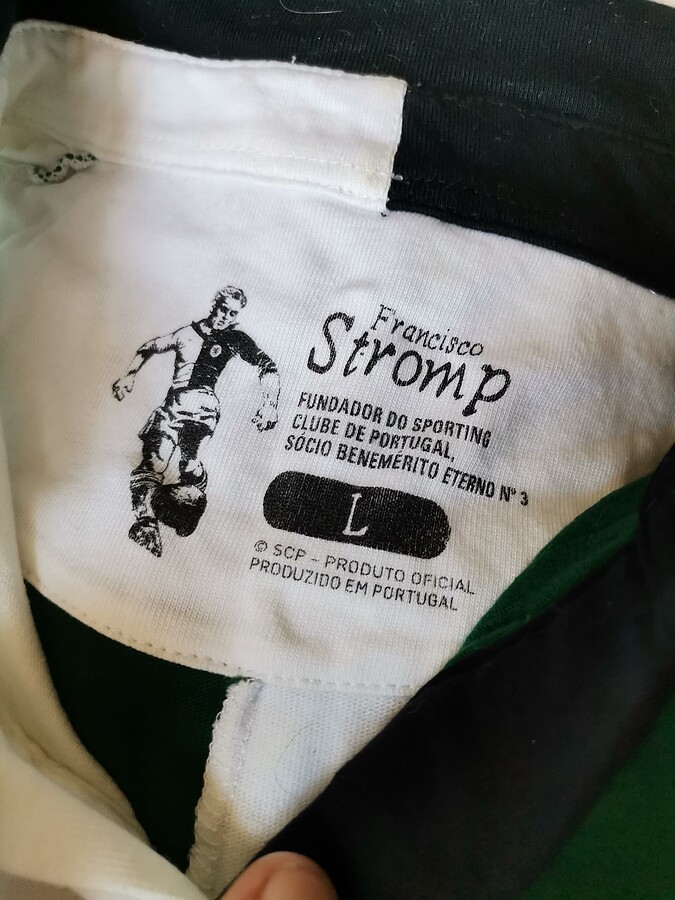 Francisco
Stromp
FUNDADOR DO SPORTING
CLUBE DE PORTUGAL,
SÓCIO BENEMÉRITO ETERNO Nº 3
L
© SCP – PRODUTO OFICIAL
PRODUZIDO EM PORTUGAL